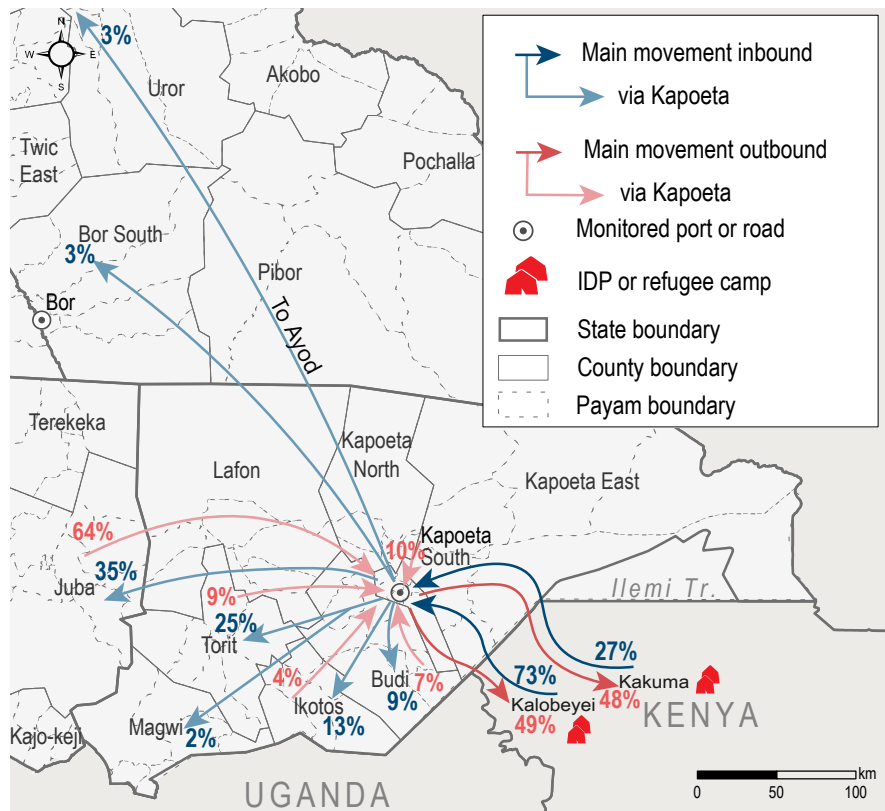 N
W
E
S
3%
Uror
Akobo
Twic
East
Pochalla
Bor South
3%
Pibor
Bor
To Ayod
Main movement inbound
via Kapoeta
Main movement outbound
via Kapoeta
Monitored port or road
IDP or refugee camp
State boundary
County boundary
Payam boundary
Terekeka
Lafon
Kapoeta
North
Kapoeta East
64%
Kapoeta
South
10%
35%
Juba
Ilemi Tr.
9%
25%
Torit
27%
73%
Kakuma
48%
4%
Budi
7%
9%
Ikotos
13%
Kalobeyei
49%
KENYA
Magwi
2%
Kajo-keji
UGANDA
km
0
50
100